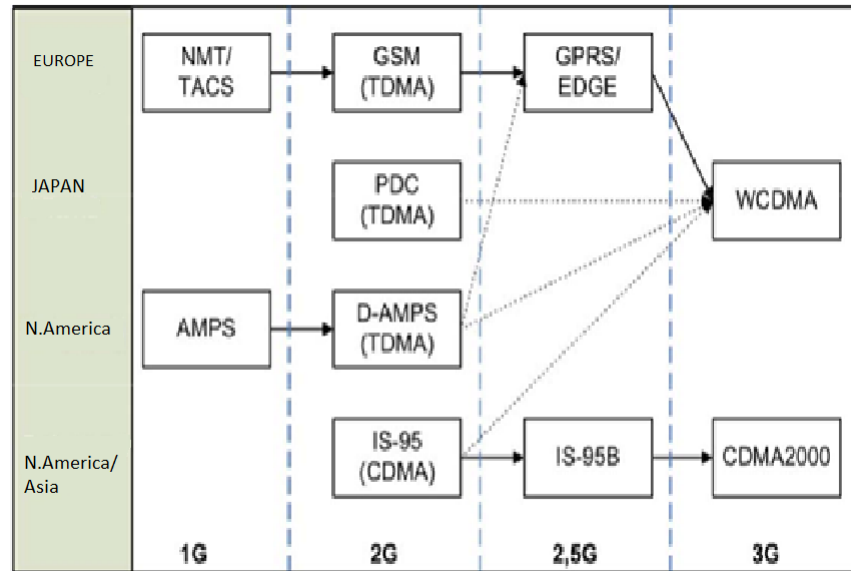 EUROPE
NMT/
TACS
GSM
(TDMA)
GPRS/
EDGE
JAPAN
PDC
(TDMA)
WCDMA
N.America
AMPS
D-AMPS
(TDMA)
N.America/
Asia
IS-95
(CDMA)
IS-95B
CDMA2000
1G
2G
2,5G
3G